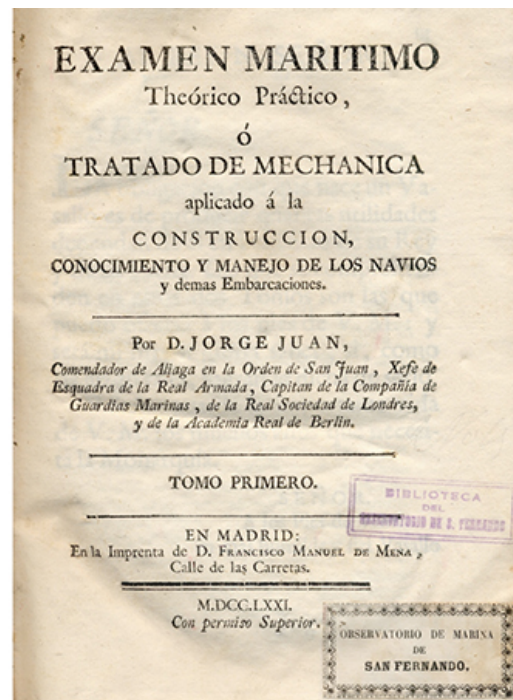 EXAMEN MARITIMO
Theórico Práctico,
ó
TRATADO DE MECHANICA
aplicado á la
CONSTRUCCION,
CONOCIMIENTO Y MANEJO DE LOS NAVIOS
y demas Embarcaciones.
Por D. JORGE JUAN,
Comendador de Aliaga en la Orden de San Juan, Xefe de
Esquadra de la Real Armada, Capitan de la Compañía de
Guardias Marinas, de la Real Sociedad de Londres,
y de la Academia Real de Berlin.
TOMO PRIMERO.
BIBLIOTECA
DEL
OBSERVATORIO DE S. FERNANDO
EN MADRID:
En la Imprenta de D. FRANCISCO MANUEL DE MENA,
Calle de las Carretas.
M.DCC.LXXI.
Con permiso Superior.
OBSERVATORIO DE MARINA
DE
SAN FERNANDO.